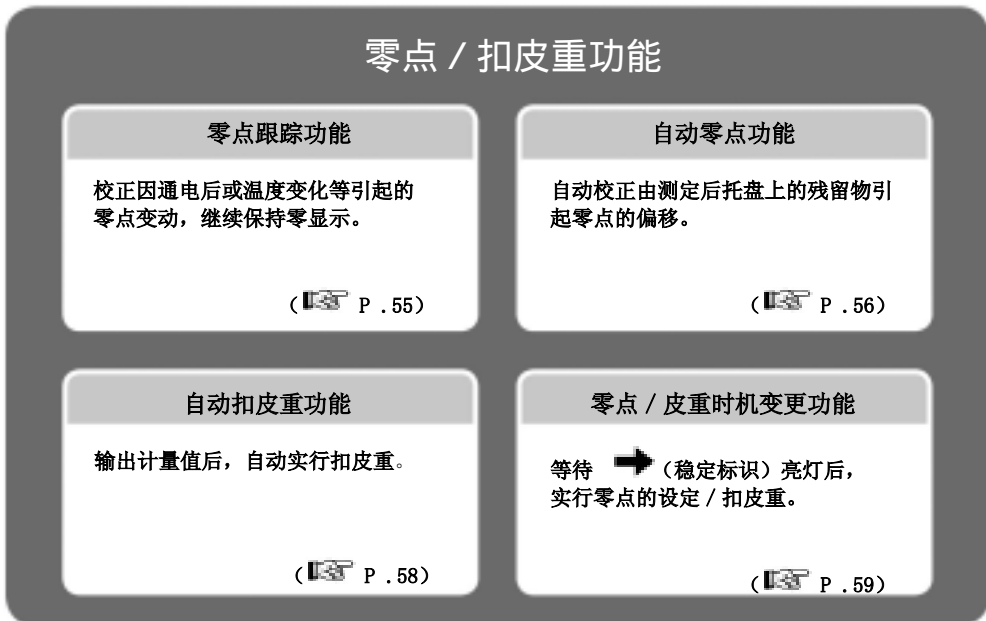 零点 / 扣皮重功能
零点跟踪功能
校正因通电后或温度变化等引起的
零点变动，继续保持零显示。
( P .55)
自动零点功能
自动校正由测定后托盘上的残留物引
起零点的偏移。
( P .56)
自动扣皮重功能
输出计量值后，自动实行扣皮重。
( P .58)
零点 / 皮重时机变更功能
等待 （稳定标识）亮灯后，
实行零点的设定 / 扣皮重。
( P .59)